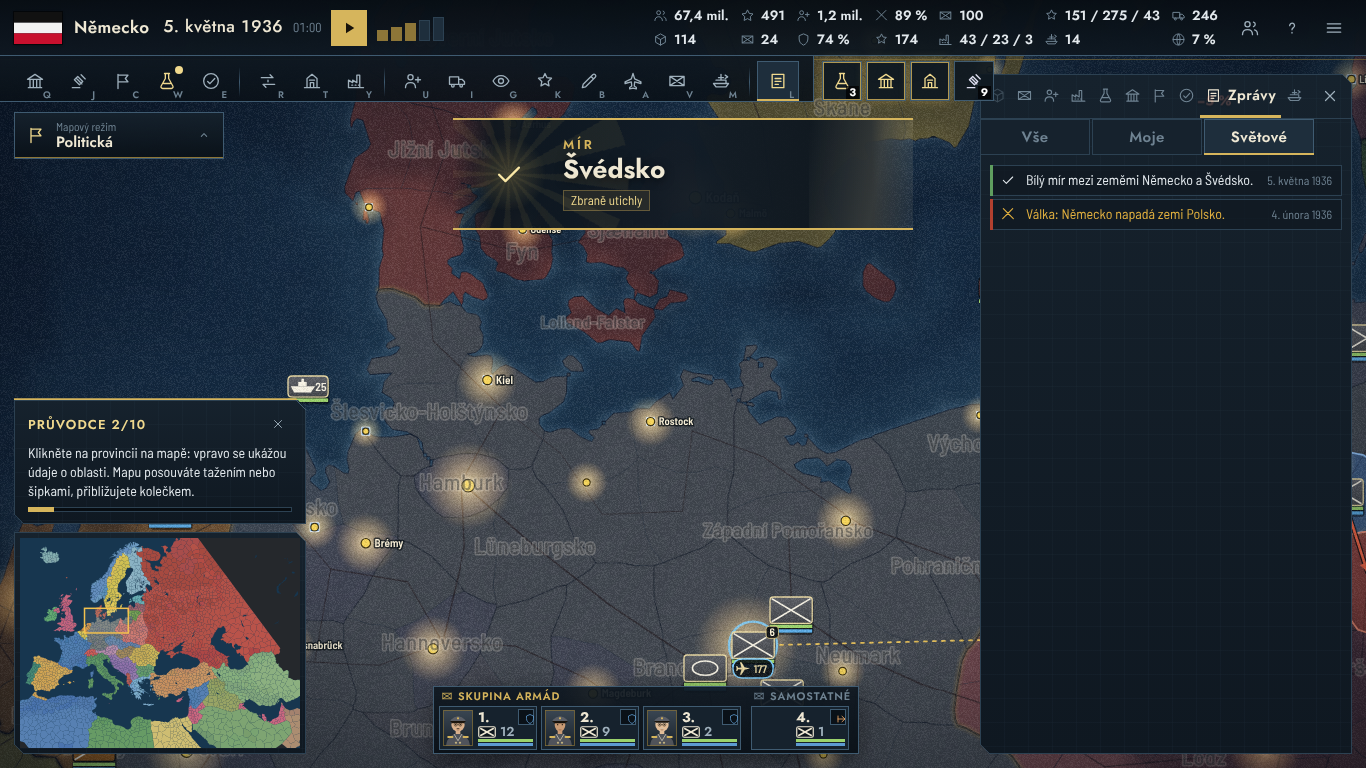 Německo 5. května 1936 01:00
67,4 mil. 491 1,2 mil. 89 % 100 151 / 275 / 43 246
114 24 74 % 174 43 / 23 / 3 14 7 %
?
Q J C W E R T Y U I G K B A V M L 3 9
Mapový režim
Politická
MÍR
Švédsko
Zbraně utichly
Zprávy
Vše Moje Světové
Bílý mír mezi zeměmi Německo a Švédsko. 5. května 1936
Válka: Německo napadá zemi Polsko. 4. února 1936
Skåne
Odense
Fyn
Sjælland
Lolland-Falster
25
Kiel
Šlesvicko-Holštýnsko
Rostock
Hamburk
Západní Pomořansko
Brémy
Lüneburgsko
Hannoversko
Neumark
6
177
Magdeburk
PRŮVODCE 2/10
Klikněte na provincii na mapě: vpravo se ukážou
údaje o oblasti. Mapu posouváte tažením nebo
šipkami, přibližujete kolečkem.
SKUPINA ARMÁD SAMOSTATNÉ
1. 12
2. 9
3. 2
4. 1